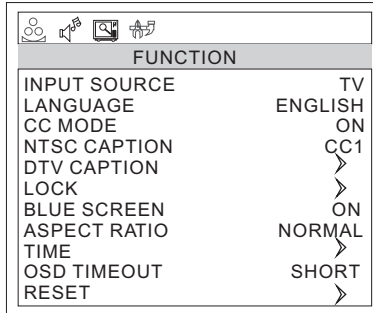 FUNCTION
INPUT SOURCE TV
LANGUAGE ENGLISH
CC MODE ON
NTSC CAPTION CC1
DTV CAPTION
LOCK
BLUE SCREEN ON
ASPECT RATIO NORMAL
TIME
OSD TIMEOUT SHORT
RESET